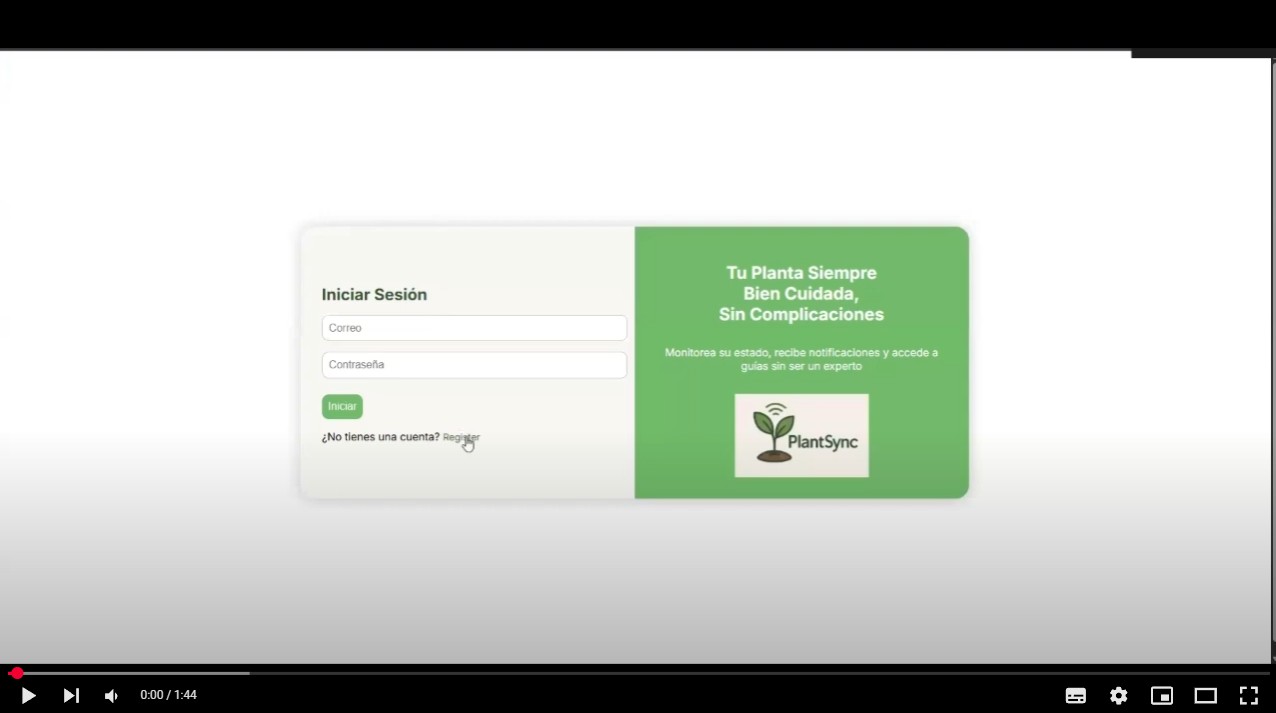 Iniciar Sesión
Correo
Contraseña
Iniciar
¿No tienes una cuenta? Register
Tu Planta Siempre
Bien Cuidada,
Sin Complicaciones
Monitorea su estado, recibe notificaciones y accede a
guías sin ser un experto
PlantSync
0:00 / 1:44